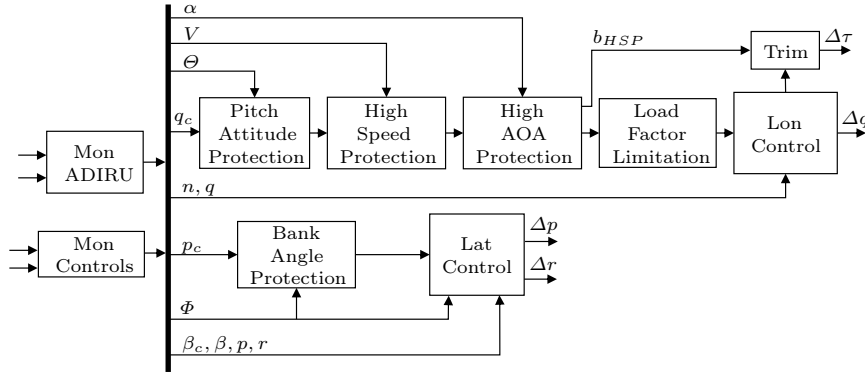 α
V
Θ
b_HSP
Δτ
Trim
q_c
Pitch
Attitude
Protection
High
Speed
Protection
High
AOA
Protection
Load
Factor
Limitation
Lon
Control
Δq
Mon
ADIRU
n, q
Mon
Controls
p_c
Bank
Angle
Protection
Lat
Control
Δp
Δr
Φ
β_c, β, p, r